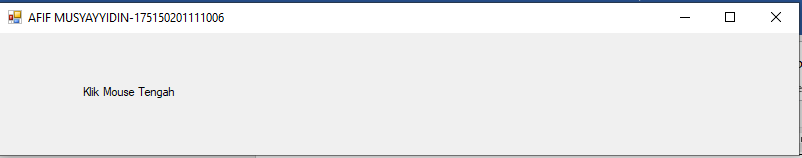 AFIF MUSYAYYIDIN-175150201111006
Klik Mouse Tengah